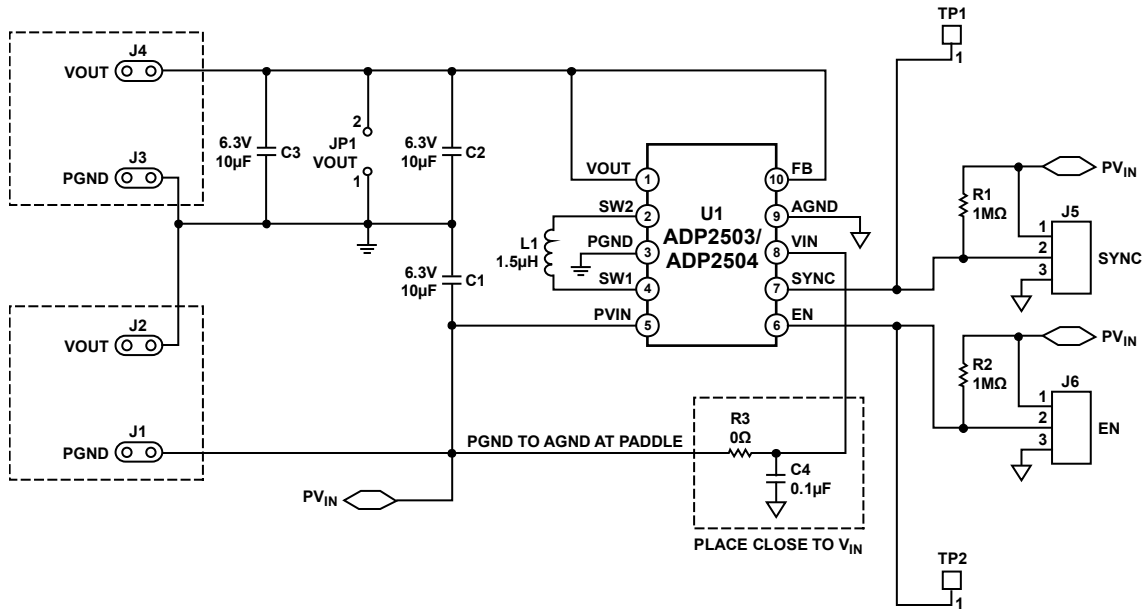 TP1
1
J4
VOUT
J3
PGND
6.3V
10µF
C3
2
JP1
VOUT
1
6.3V
10µF
C2
6.3V
10µF
C1
L1
1.5µH
VOUT
SW2
PGND
SW1
PVIN
1
2
3
4
5
U1
ADP2503/
ADP2504
10
9
8
7
6
FB
AGND
VIN
SYNC
EN
R1
1MΩ
PVIN
J5
1
2
3
SYNC
R2
1MΩ
PVIN
J6
1
2
3
EN
J2
VOUT
J1
PGND
PGND TO AGND AT PADDLE
R3
0Ω
C4
0.1µF
PLACE CLOSE TO VIN
PVIN
TP2
1